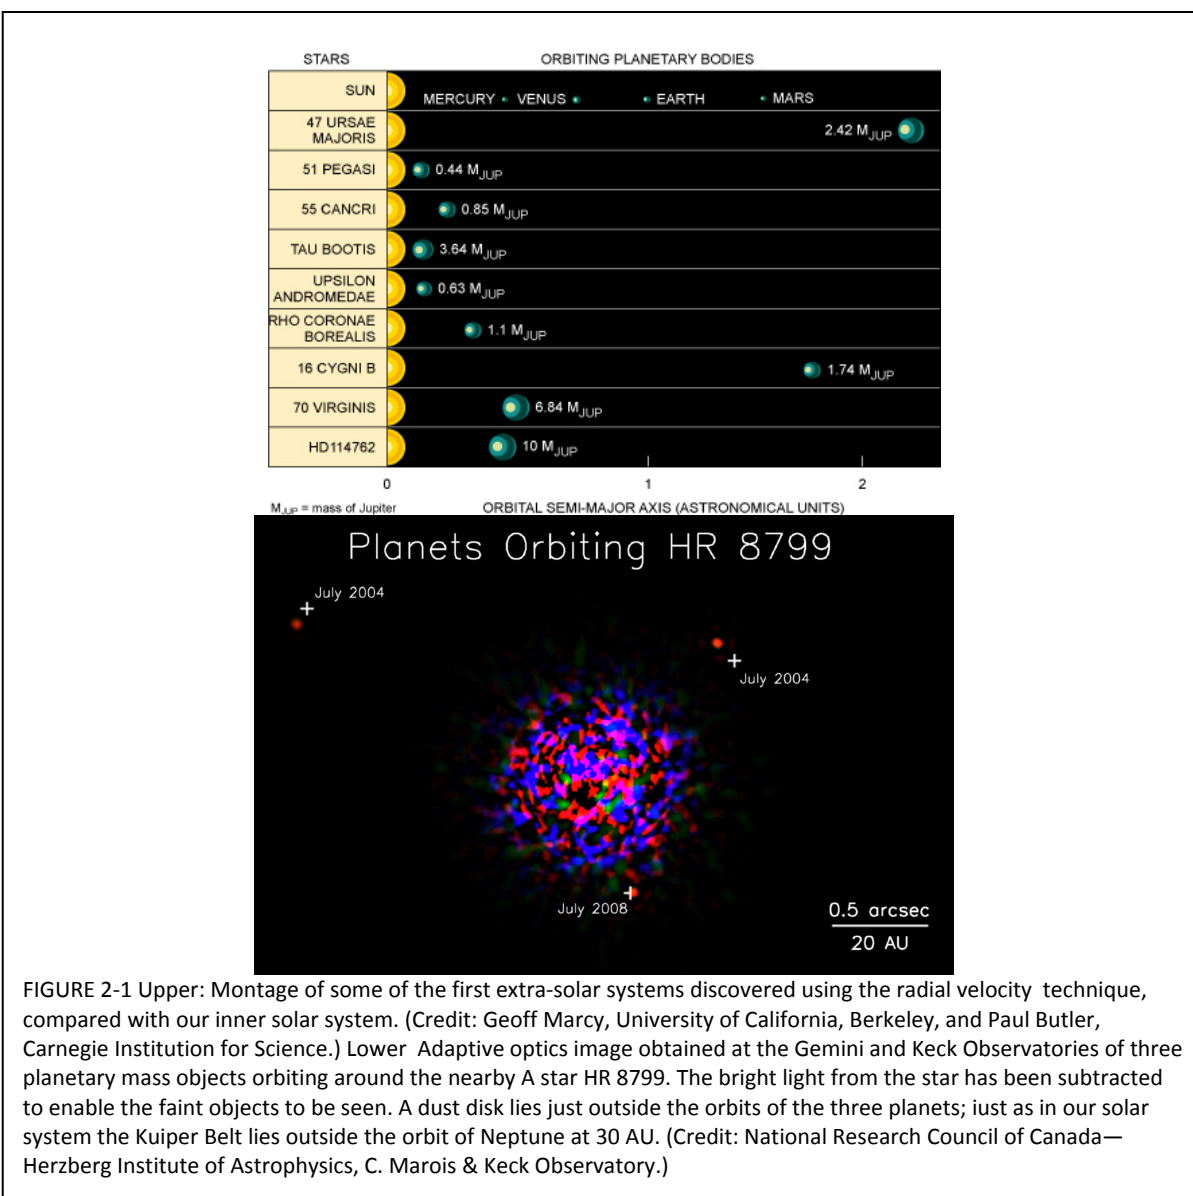 STARS ORBITING PLANETARY BODIES
SUN MERCURY VENUS EARTH MARS
47 URSAE
MAJORIS 2.42 MJUP
51 PEGASI 0.44 MJUP
55 CANCRI 0.85 MJUP
TAU BOOTIS 3.64 MJUP
UPSILON
ANDROMEDAE 0.63 MJUP
RHO CORONAE
BOREALIS 1.1 MJUP
16 CYGNI B 1.74 MJUP
70 VIRGINIS 6.84 MJUP
HD114762 10 MJUP
0 1 2
MJUP = mass of Jupiter ORBITAL SEMI-MAJOR AXIS (ASTRONOMICAL UNITS)
Planets Orbiting HR 8799
July 2004
July 2004
July 2008
0.5 arcsec
20 AU
FIGURE 2-1 Upper: Montage of some of the first extra-solar systems discovered using the radial velocity technique,
compared with our inner solar system. (Credit: Geoff Marcy, University of California, Berkeley, and Paul Butler,
Carnegie Institution for Science.) Lower Adaptive optics image obtained at the Gemini and Keck Observatories of three
planetary mass objects orbiting around the nearby A star HR 8799. The bright light from the star has been subtracted
to enable the faint objects to be seen. A dust disk lies just outside the orbits of the three planets; iust as in our solar
system the Kuiper Belt lies outside the orbit of Neptune at 30 AU. (Credit: National Research Council of Canada—
Herzberg Institute of Astrophysics, C. Marois & Keck Observatory.)